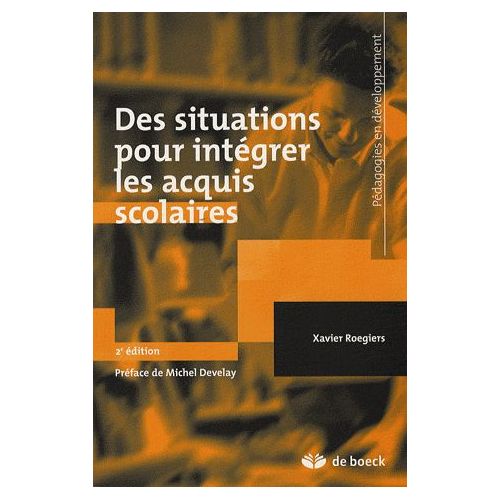 Pédagogies en développement
Des situations
pour intégrer
les acquis
scolaires
Xavier Roegiers
2e édition
Préface de Michel Develay
de boeck